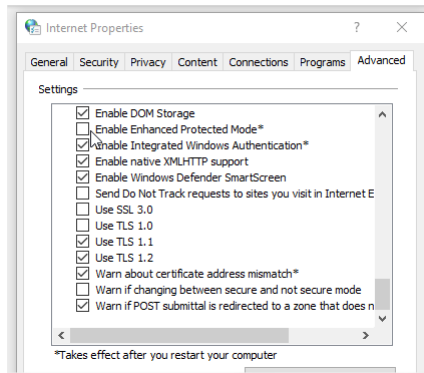 Internet Properties
General Security Privacy Content Connections Programs Advanced
Settings
Enable DOM Storage
Enable Enhanced Protected Mode*
Enable Integrated Windows Authentication*
Enable native XMLHTTP support
Enable Windows Defender SmartScreen
Send Do Not Track requests to sites you visit in Internet E
Use SSL 3.0
Use TLS 1.0
Use TLS 1.1
Use TLS 1.2
Warn about certificate address mismatch*
Warn if changing between secure and not secure mode
Warn if POST submittal is redirected to a zone that does n
*Takes effect after you restart your computer